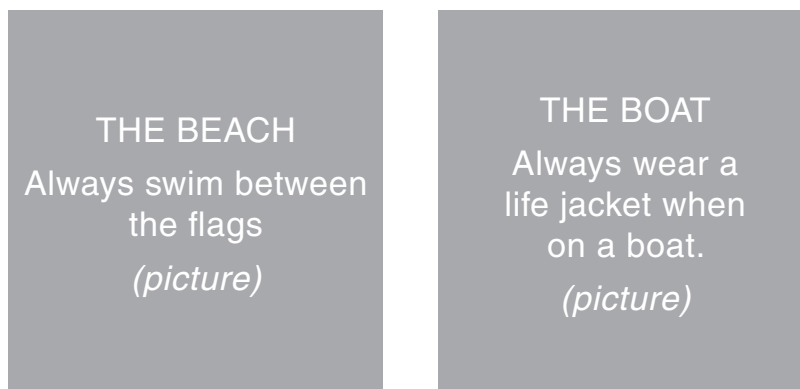 THE BEACH
Always swim between
the flags
(picture)
THE BOAT
Always wear a
life jacket when
on a boat.
(picture)